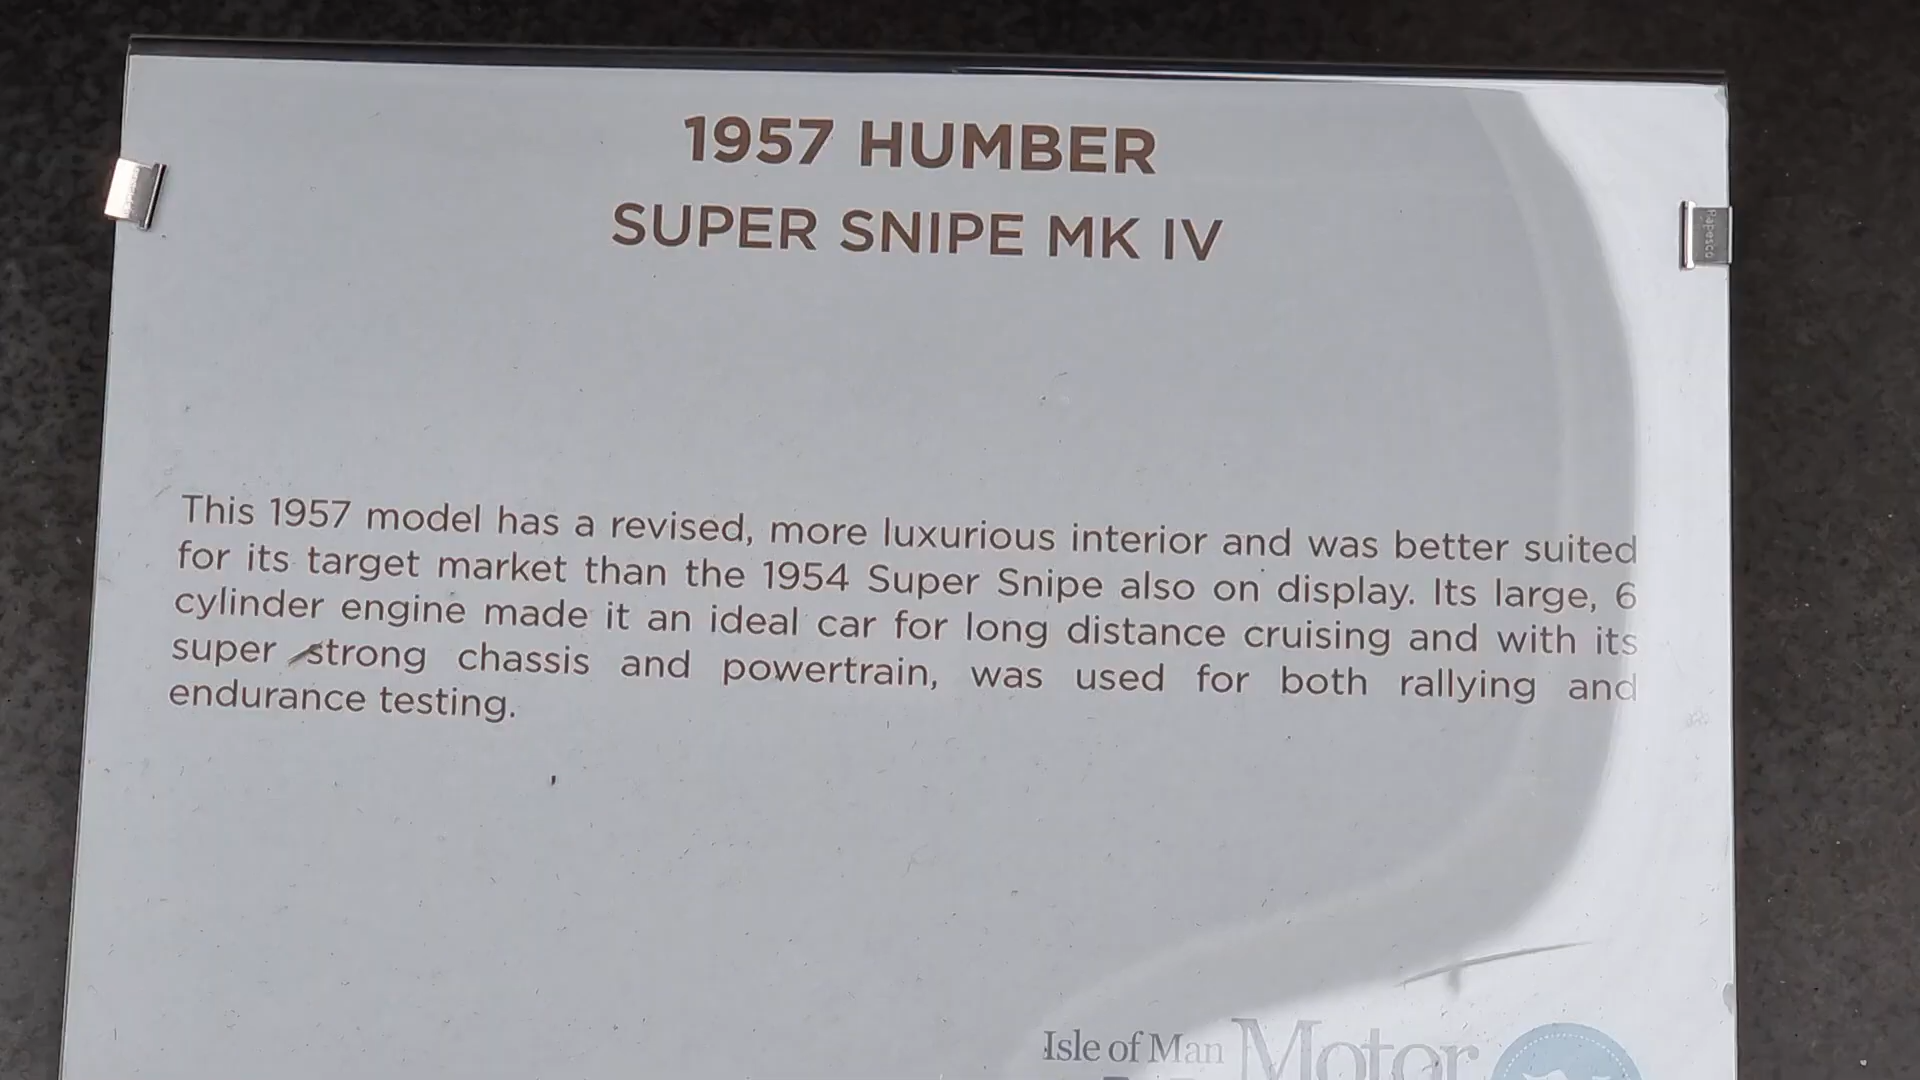 1957 HUMBER
SUPER SNIPE MK IV
This 1957 model has a revised, more luxurious interior and was better suited
for its target market than the 1954 Super Snipe also on display. Its large, 6
cylinder engine made it an ideal car for long distance cruising and with its
super strong chassis and powertrain, was used for both rallying and
endurance testing.
Rapesco
Isle of Man Motor